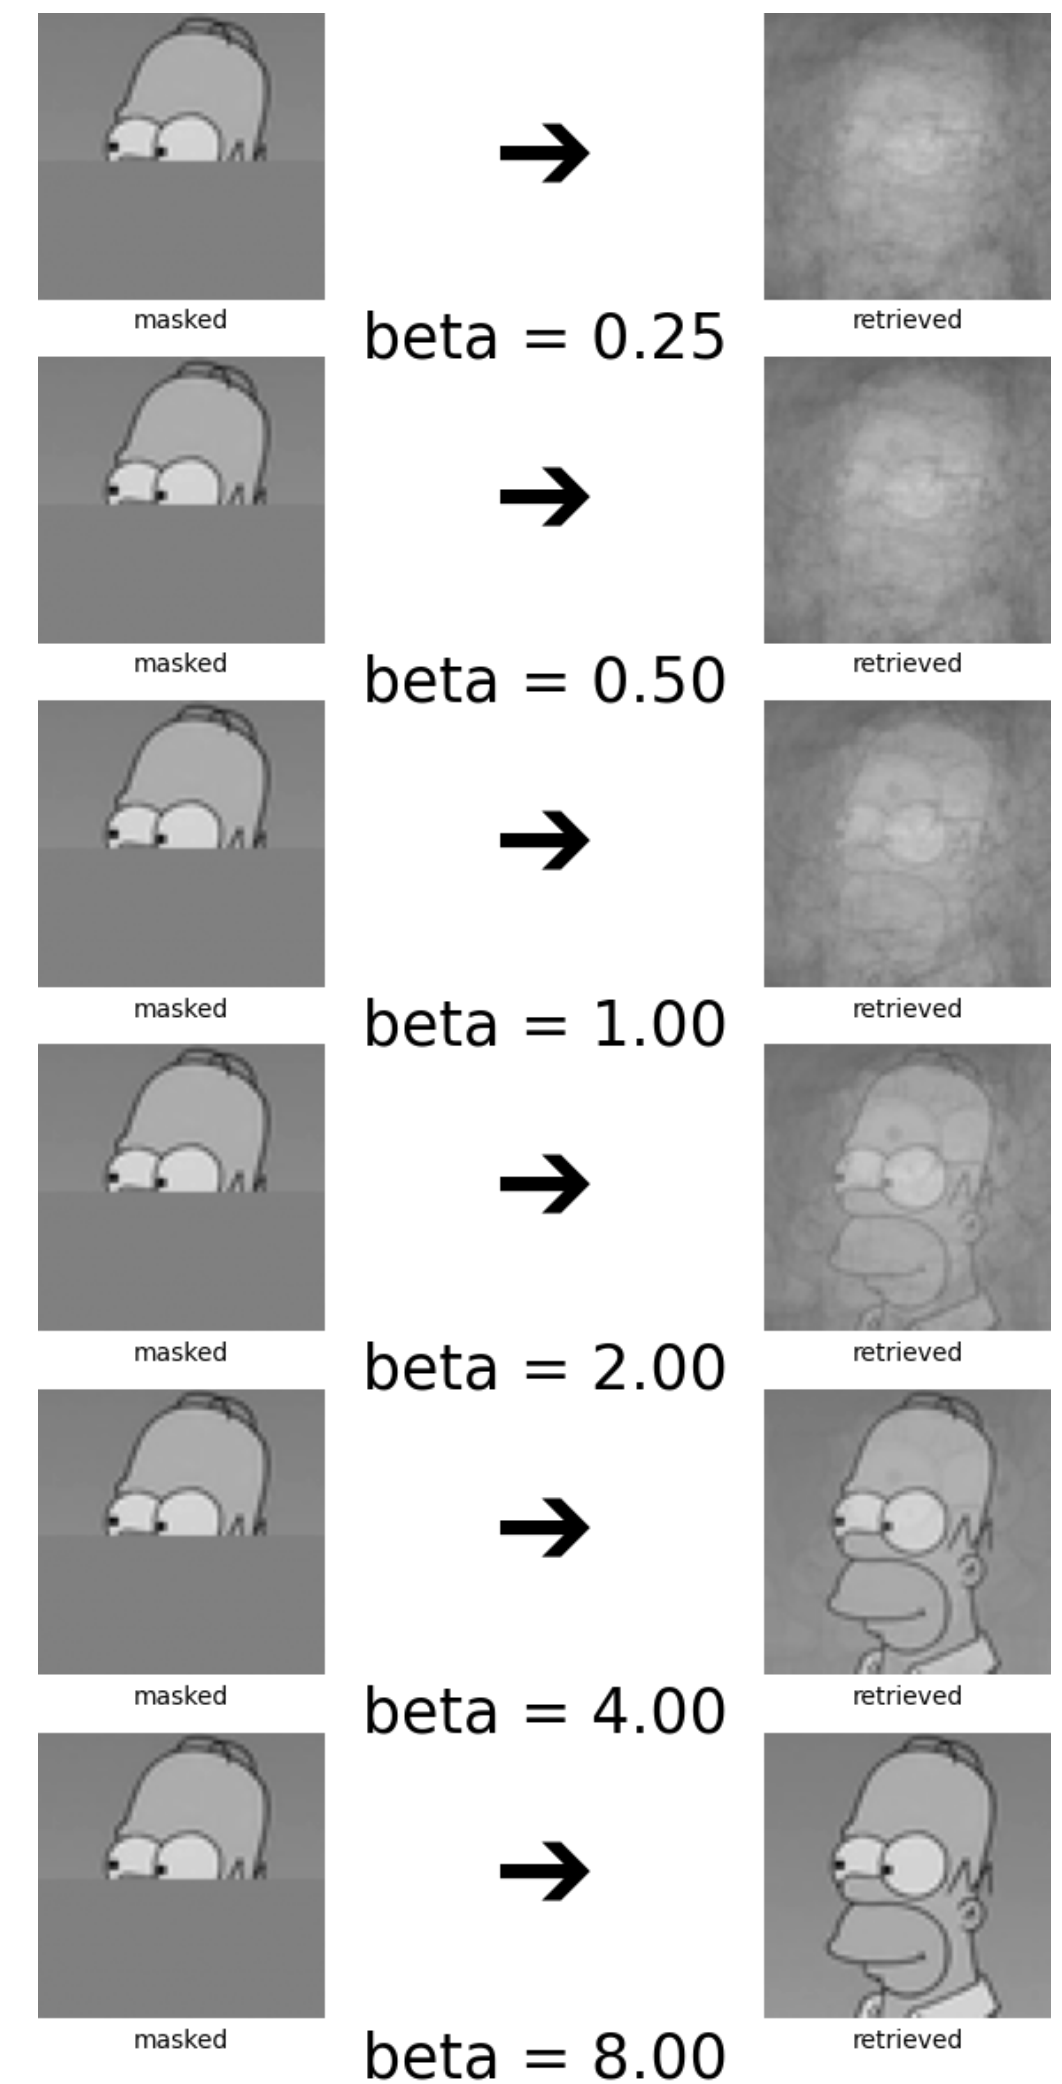 masked
retrieved
beta = 0.25
masked
retrieved
beta = 0.50
masked
retrieved
beta = 1.00
masked
retrieved
beta = 2.00
masked
retrieved
beta = 4.00
masked
retrieved
beta = 8.00